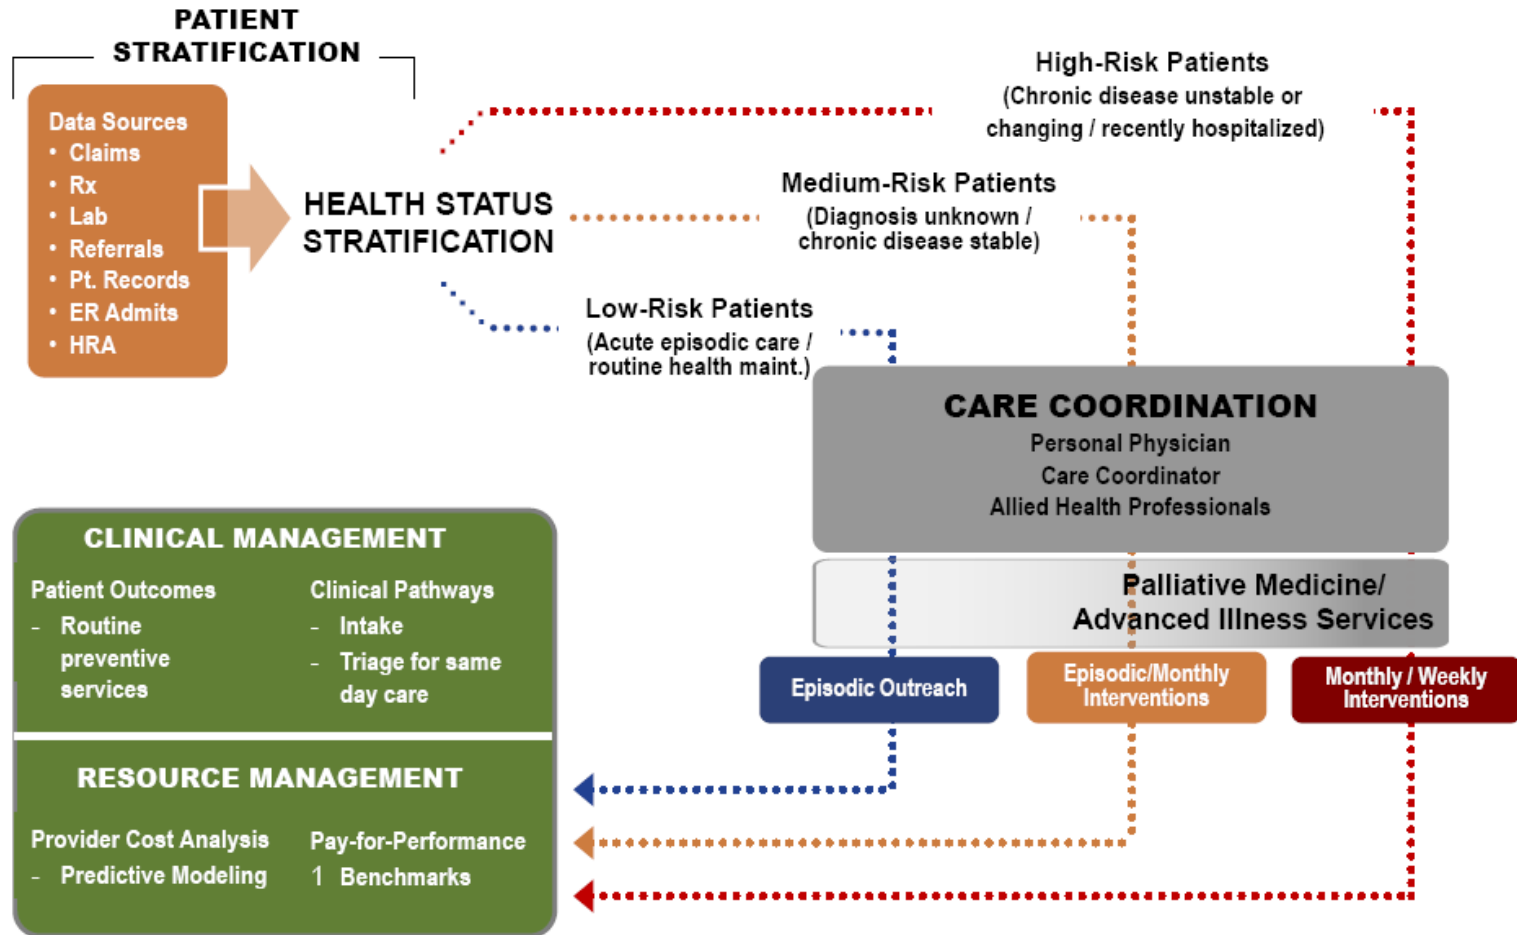 PATIENT
STRATIFICATION
Data Sources
• Claims
• Rx
• Lab
• Referrals
• Pt. Records
• ER Admits
• HRA
HEALTH STATUS
STRATIFICATION
High-Risk Patients
(Chronic disease unstable or
changing / recently hospitalized)
Medium-Risk Patients
(Diagnosis unknown /
chronic disease stable)
Low-Risk Patients
(Acute episodic care /
routine health maint.)
CARE COORDINATION
Personal Physician
Care Coordinator
Allied Health Professionals
Palliative Medicine/
Advanced Illness Services
Episodic Outreach
Episodic/Monthly
Interventions
Monthly / Weekly
Interventions
CLINICAL MANAGEMENT
Patient Outcomes
- Routine
preventive
services
Clinical Pathways
- Intake
- Triage for same
day care
RESOURCE MANAGEMENT
Provider Cost Analysis
- Predictive Modeling
Pay-for-Performance
1 Benchmarks